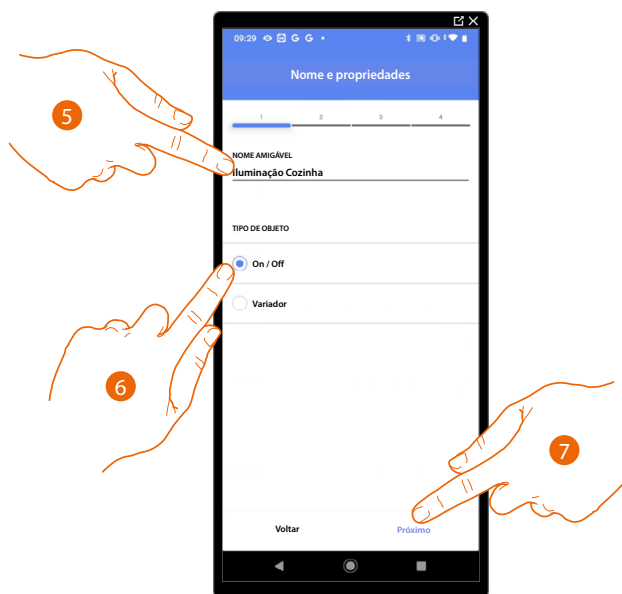 09:29 G G
Nome e propriedades
1 2 3 4
5
NOME AMIGÁVEL
Iluminação Cozinha
TIPO DE OBJETO
On / Off
Variador
6
7
Voltar Próximo